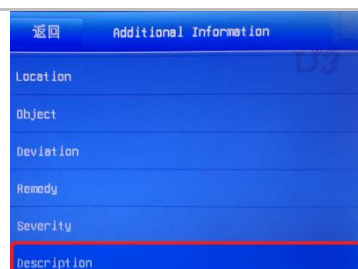 返回 Additional Information
Location
Object
Deviation
Remedy
Severity
Description